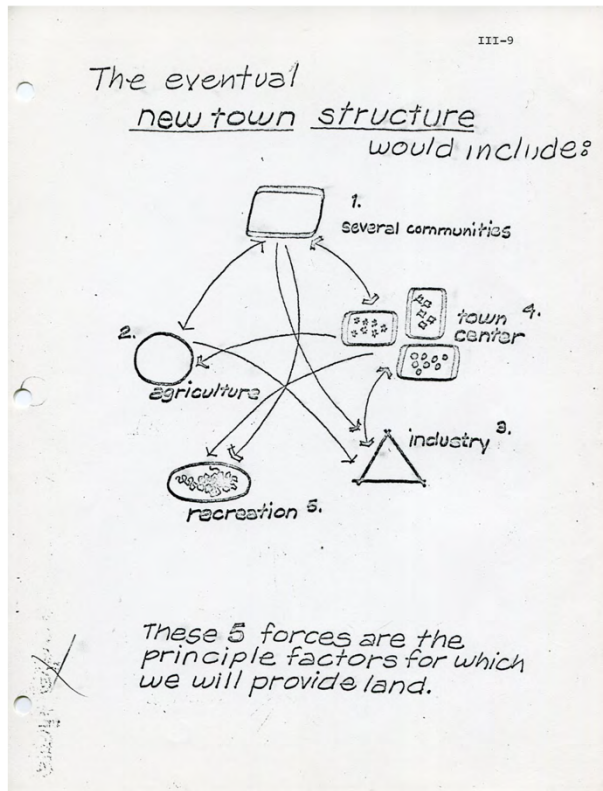 III-9
The eventual
new town structure
would include:
1.
several communities
town 4.
center
2.
agriculture
industry 3.
recreation 5.
These 5 forces are the
principle factors for which
we will provide land.